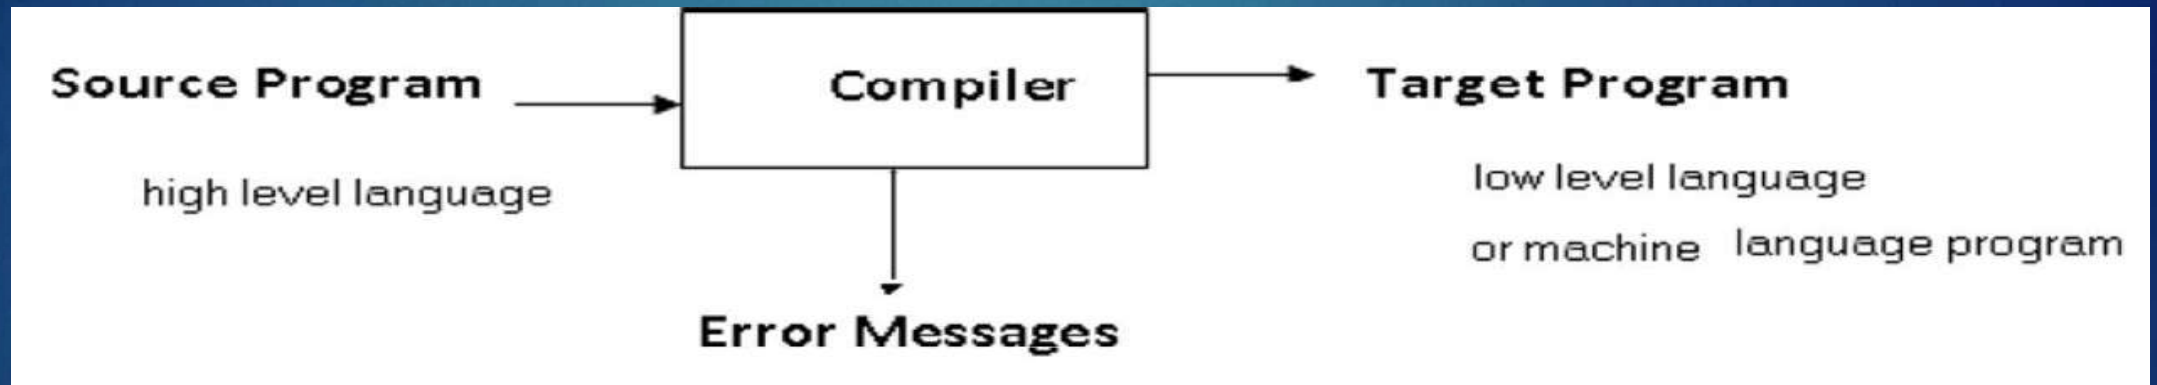 Source Program
Compiler
Target Program
high level language
low level language
or machine language program
Error Messages